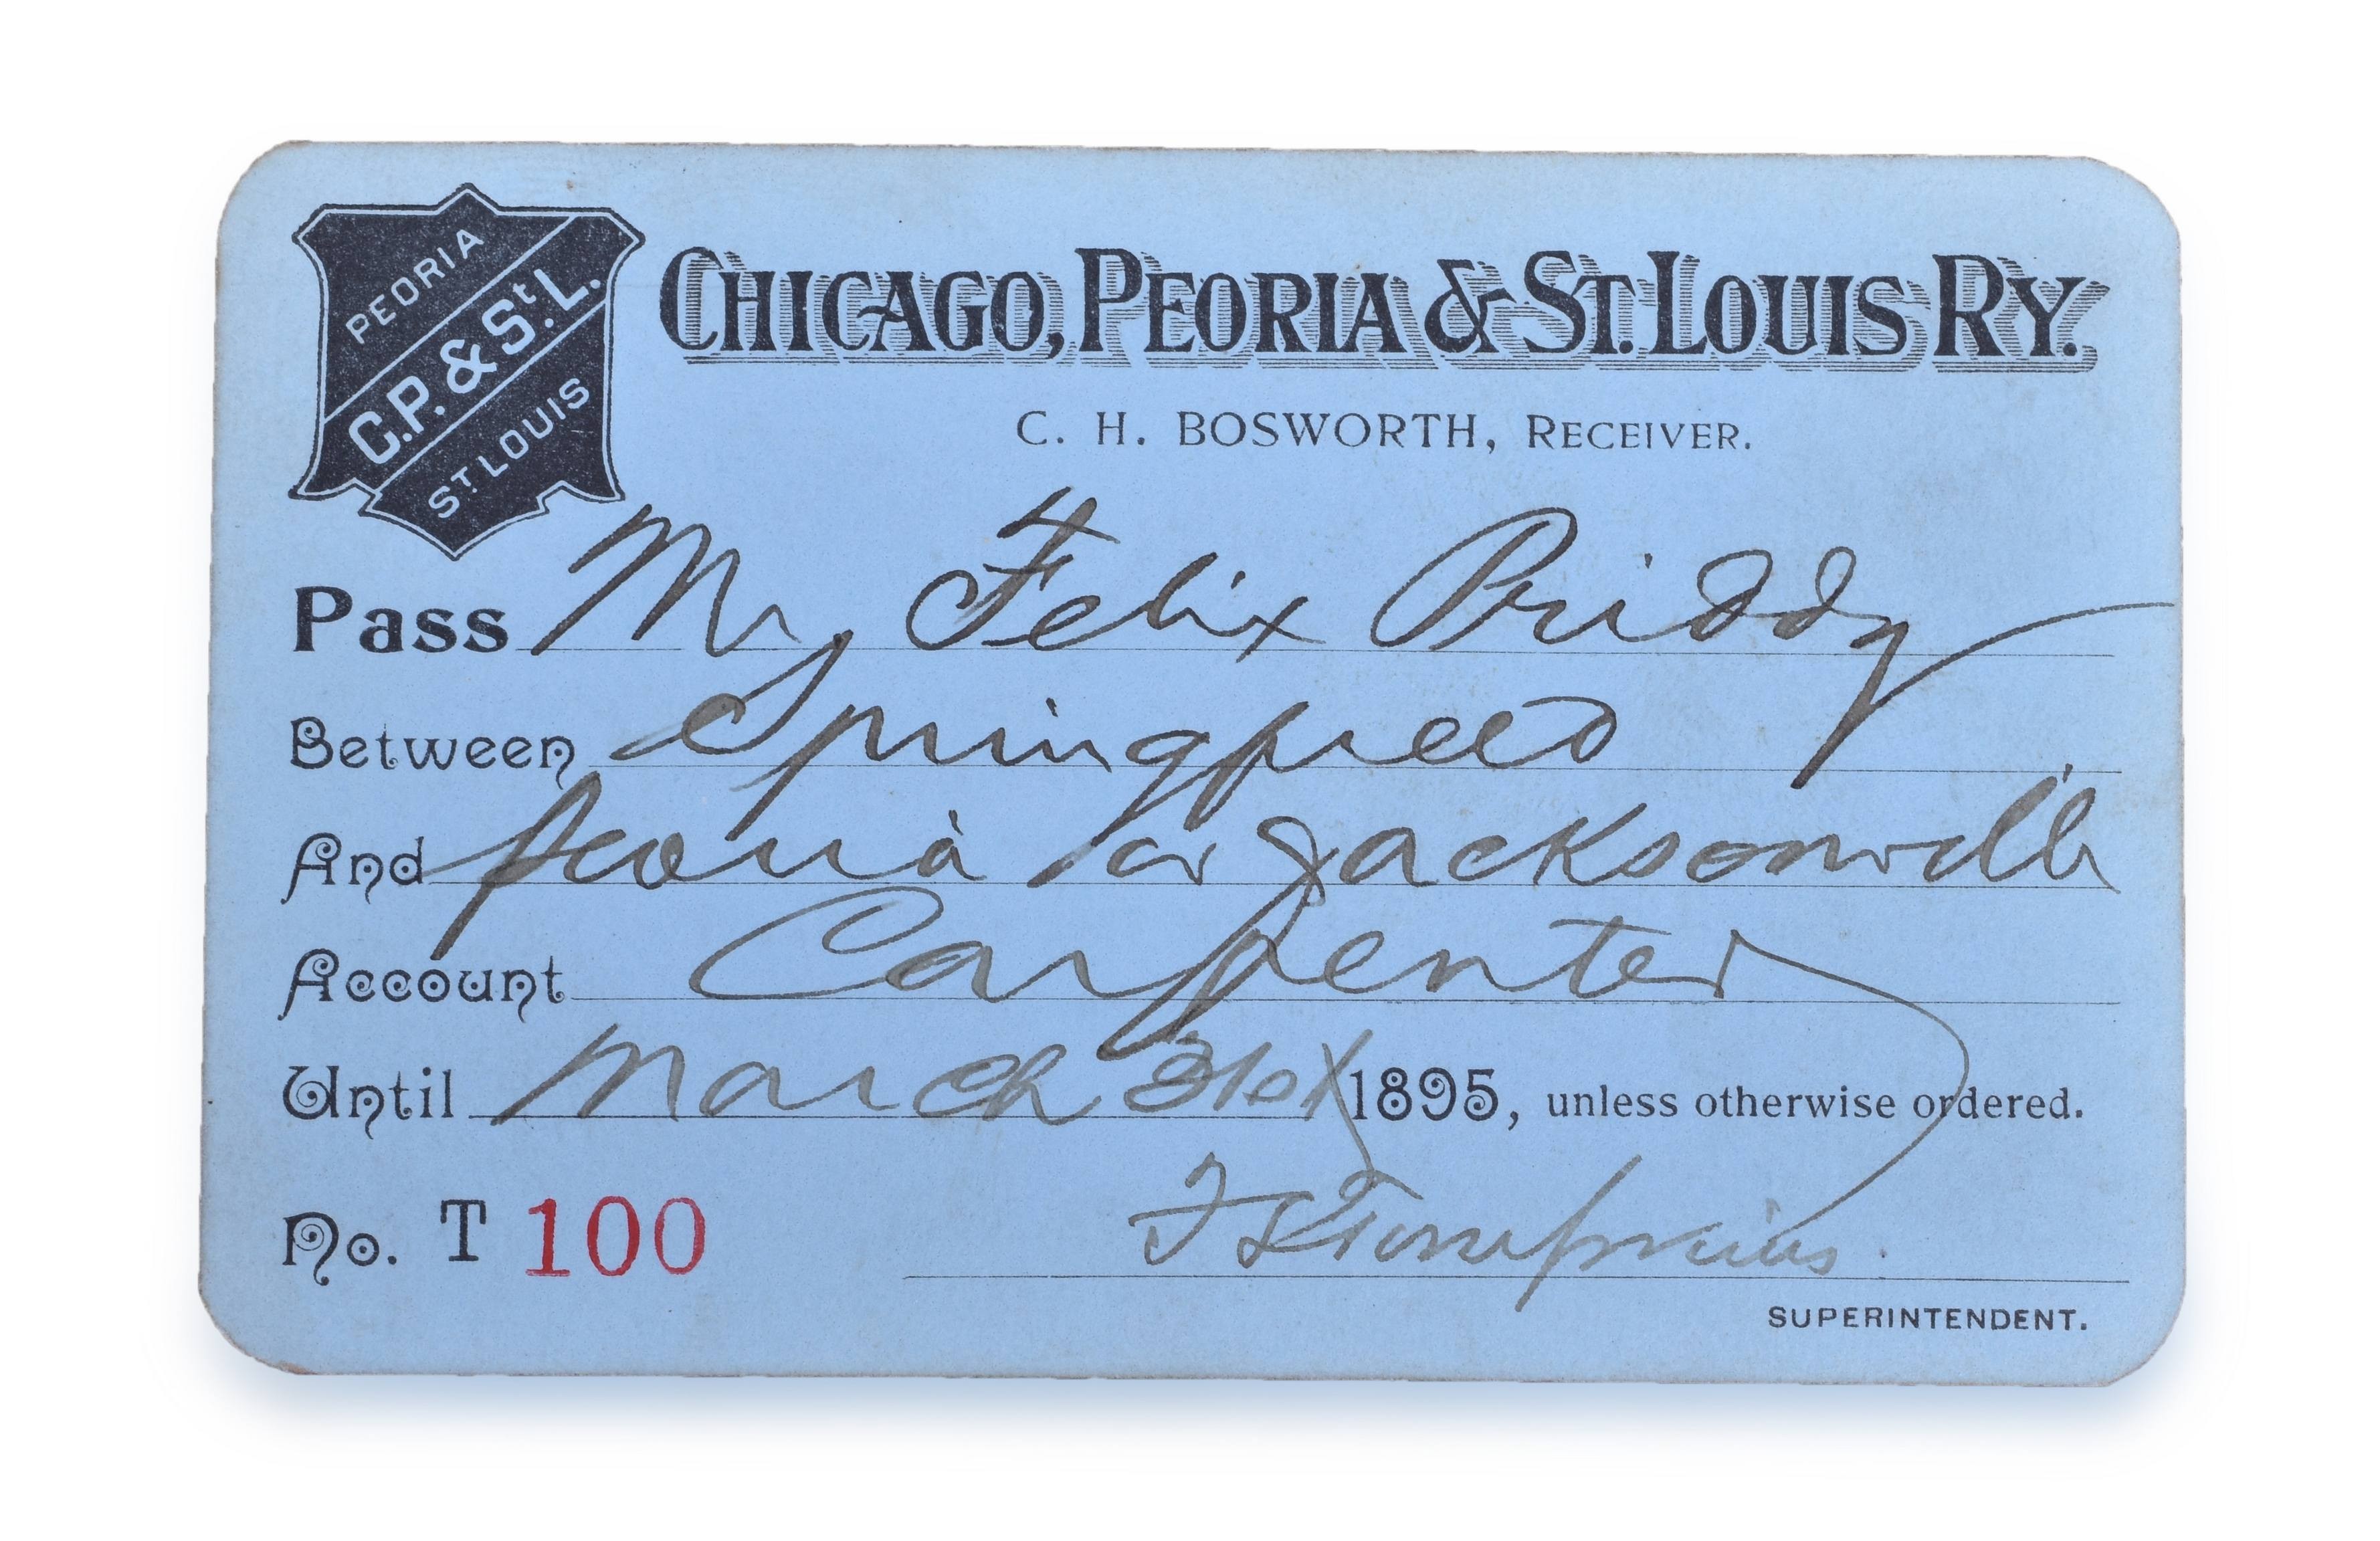 PEORIA
C.P. & St. L.
ST LOUIS
CHICAGO, PEORIA & ST. LOUIS RY.
C. H. BOSWORTH, RECEIVER.
Pass Mr Felix Priddy
Between Springfield
And Peoria or Jacksonville
Account Carpenter
Until March 31st 1895, unless otherwise ordered.
No. T 100
Tompkins
SUPERINTENDENT.